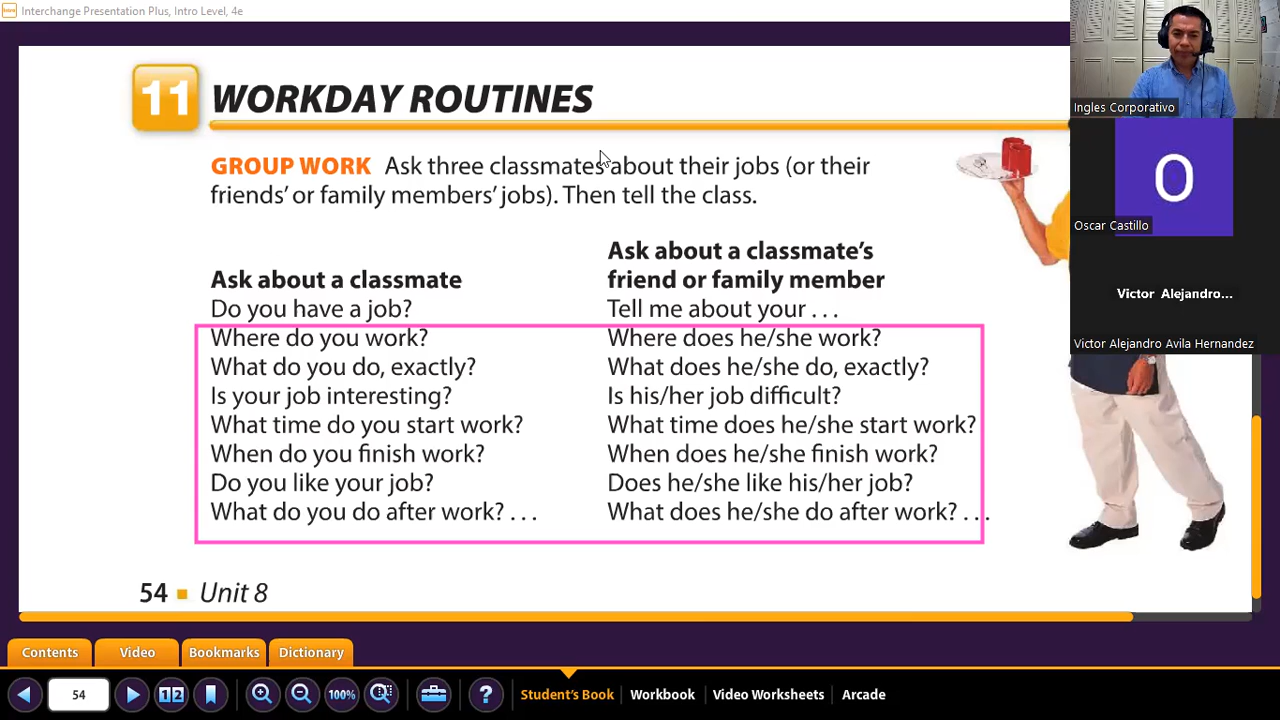 Interchange Presentation Plus, Intro Level, 4e
11 WORKDAY ROUTINES
GROUP WORK Ask three classmates about their jobs (or their
friends' or family members' jobs). Then tell the class.
Ask about a classmate
Do you have a job?
Where do you work?
What do you do, exactly?
Is your job interesting?
What time do you start work?
When do you finish work?
Do you like your job?
What do you do after work? . . .
Ask about a classmate's
friend or family member
Tell me about your . . .
Where does he/she work?
What does he/she do, exactly?
Is his/her job difficult?
What time does he/she start work?
When does he/she finish work?
Does he/she like his/her job?
What does he/she do after work? . . .
54 Unit 8
Ingles Corporativo
O
Oscar Castillo
Victor Alejandro...
Victor Alejandro Avila Hernandez
Contents Video Bookmarks Dictionary
54 1 2 100% ? Student's Book Workbook Video Worksheets Arcade